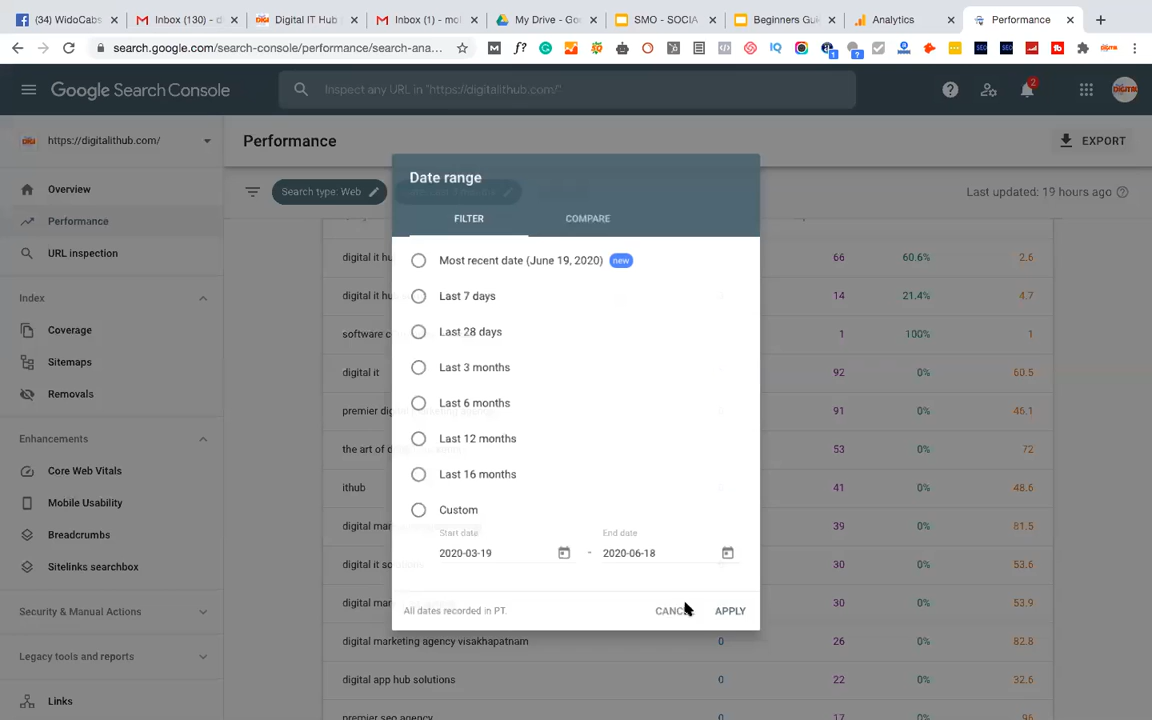 (34) WidoCabs
Inbox (130) - d
Digital IT Hub
Inbox (1) - mo
My Drive - Go
SMO - SOCIA
Beginners Gui
Analytics
Performance
search.google.com/search-console/performance/search-ana...
Google Search Console
Inspect any URL in "https://digitalithub.com/"
2
https://digitalithub.com/
Performance
EXPORT
Search type: Web
Last updated: 19 hours ago
Overview
Performance
URL inspection
Index
Coverage
Sitemaps
Removals
Enhancements
Core Web Vitals
Mobile Usability
Breadcrumbs
Sitelinks searchbox
Security & Manual Actions
Legacy tools and reports
Links
Date range
FILTER COMPARE
Most recent date (June 19, 2020) new
Last 7 days
Last 28 days
Last 3 months
Last 6 months
Last 12 months
Last 16 months
Custom
Start date End date
2020-03-19 - 2020-06-18
All dates recorded in PT.
APPLY
digital it 66 60.6% 2.6
digital it 14 21.4% 4.7
software 1 100% 1
digital it 92 0% 60.5
premier 91 0% 46.1
the art of 53 0% 72
ithub 41 0% 48.6
digital 39 0% 81.5
digital it 30 0% 53.6
digital 30 0% 53.9
digital marketing agency visakhapatnam 0 26 0% 82.8
digital app hub solutions 0 22 0% 32.6
premier seo agency 17 0% 96